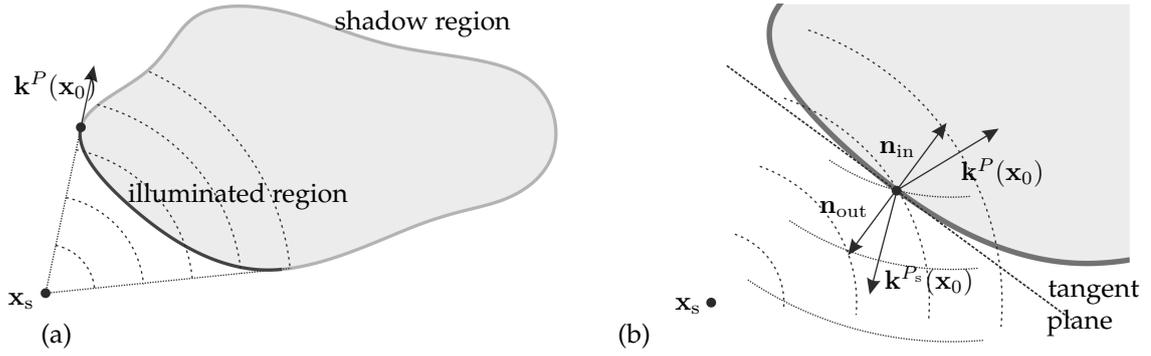 shadow region
k^P(x_0)
illuminated region
x_s
(a)
n_in
k^P(x_0)
n_out
k^{P_s}(x_0)
x_s
tangent
plane
(b)